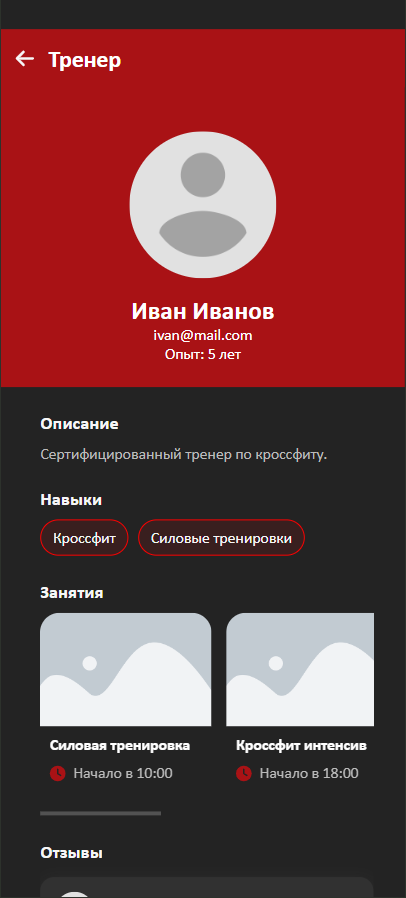 Тренер
Иван Иванов
ivan@mail.com
Опыт: 5 лет
Описание
Сертифицированный тренер по кроссфиту.
Навыки
Кроссфит Силовые тренировки
Занятия
Силовая тренировка Кроссфит интенсив
Начало в 10:00 Начало в 18:00
Отзывы